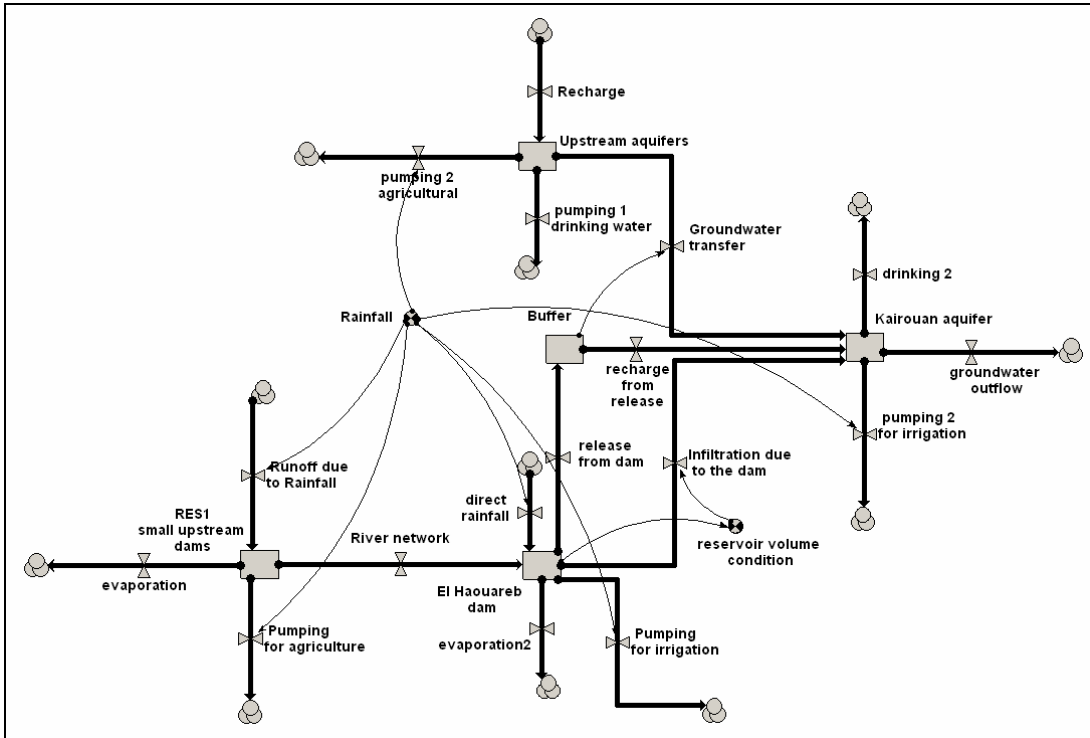 Recharge
Upstream aquifers
pumping 2
agricultural
pumping 1
drinking water
Groundwater
transfer
drinking 2
Rainfall
Buffer
Kairouan aquifer
recharge
from
release
groundwater
outflow
pumping 2
for irrigation
Runoff due
to Rainfall
release
from dam
Infiltration due
to the dam
direct
rainfall
RES1
small upstream
dams
River network
reservoir volume
condition
evaporation
El Haouareb
dam
Pumping
for agriculture
evaporation2
Pumping
for irrigation